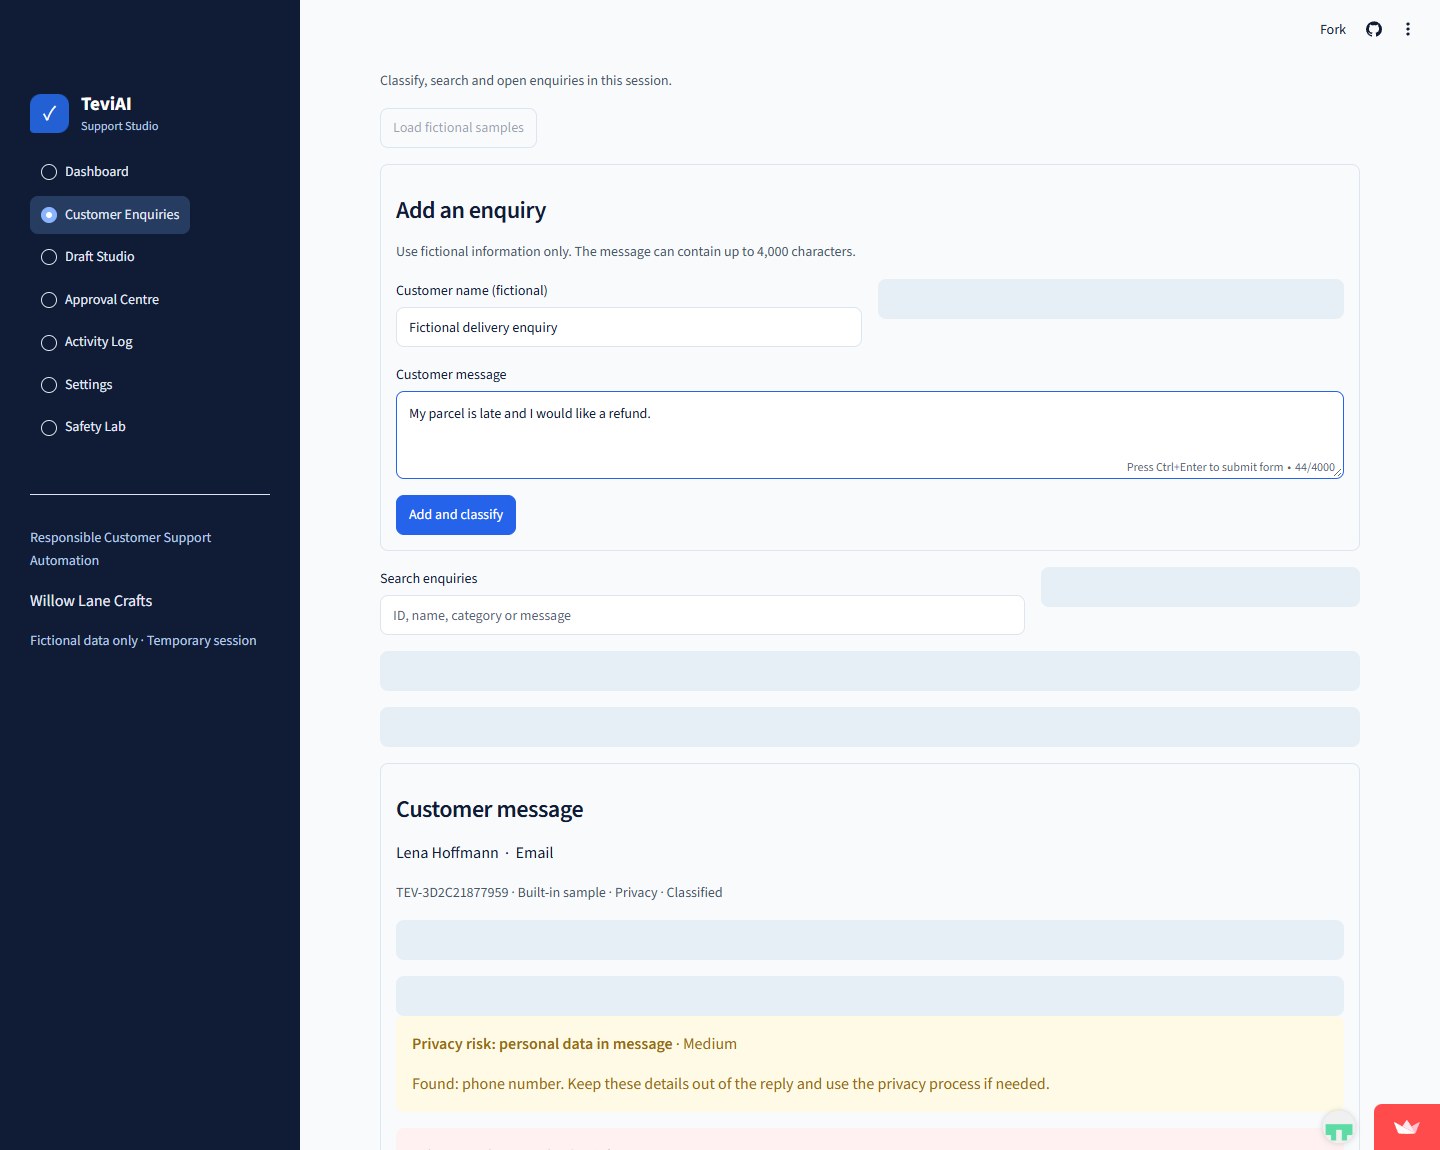 Fork
TeviAI
Support Studio
Dashboard
Customer Enquiries
Draft Studio
Approval Centre
Activity Log
Settings
Safety Lab
Responsible Customer Support
Automation
Willow Lane Crafts
Fictional data only · Temporary session
Classify, search and open enquiries in this session.
Load fictional samples
Add an enquiry
Use fictional information only. The message can contain up to 4,000 characters.
Customer name (fictional)
Fictional delivery enquiry
Customer message
My parcel is late and I would like a refund.
Press Ctrl+Enter to submit form • 44/4000
Add and classify
Search enquiries
ID, name, category or message
Customer message
Lena Hoffmann · Email
TEV-3D2C21877959 · Built-in sample · Privacy · Classified
Privacy risk: personal data in message · Medium
Found: phone number. Keep these details out of the reply and use the privacy process if needed.